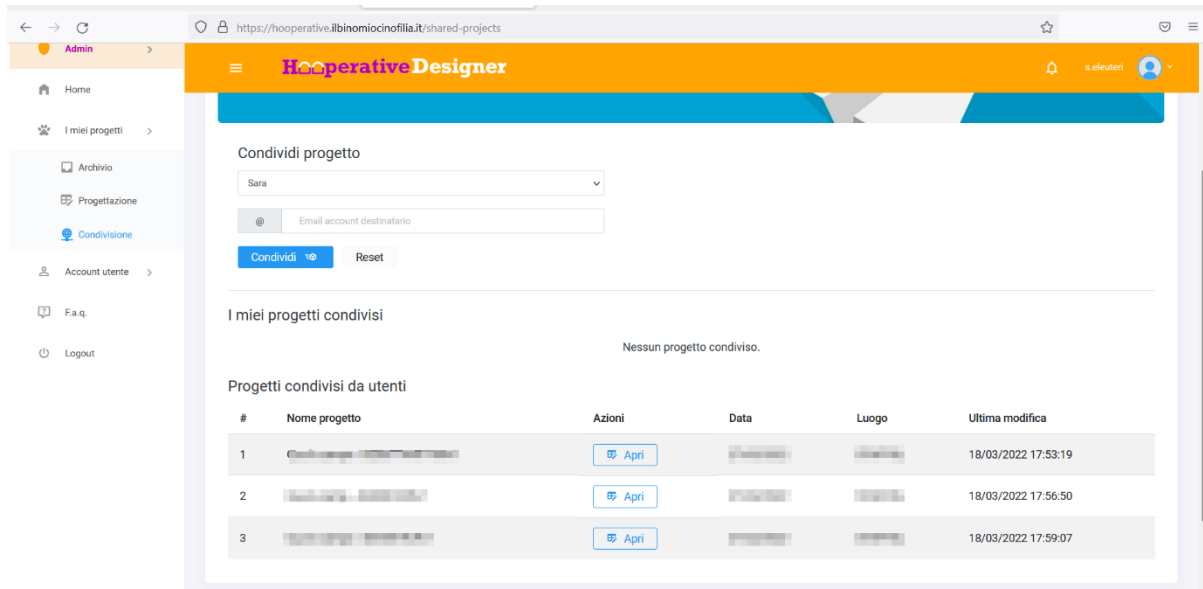 https://hooperative.ilbinomiocinofilia.it/shared-projects
Admin
Home
I miei progetti
Archivio
Progettazione
Condivisione
Account utente
F.a.q.
Logout
Hooperative Designer
s.eleuteri
Condividi progetto
Sara
@ Email account destinatario
Condividi Reset
I miei progetti condivisi
Nessun progetto condiviso.
Progetti condivisi da utenti
# Nome progetto Azioni Data Luogo Ultima modifica
1 Apri 18/03/2022 17:53:19
2 Apri 18/03/2022 17:56:50
3 Apri 18/03/2022 17:59:07